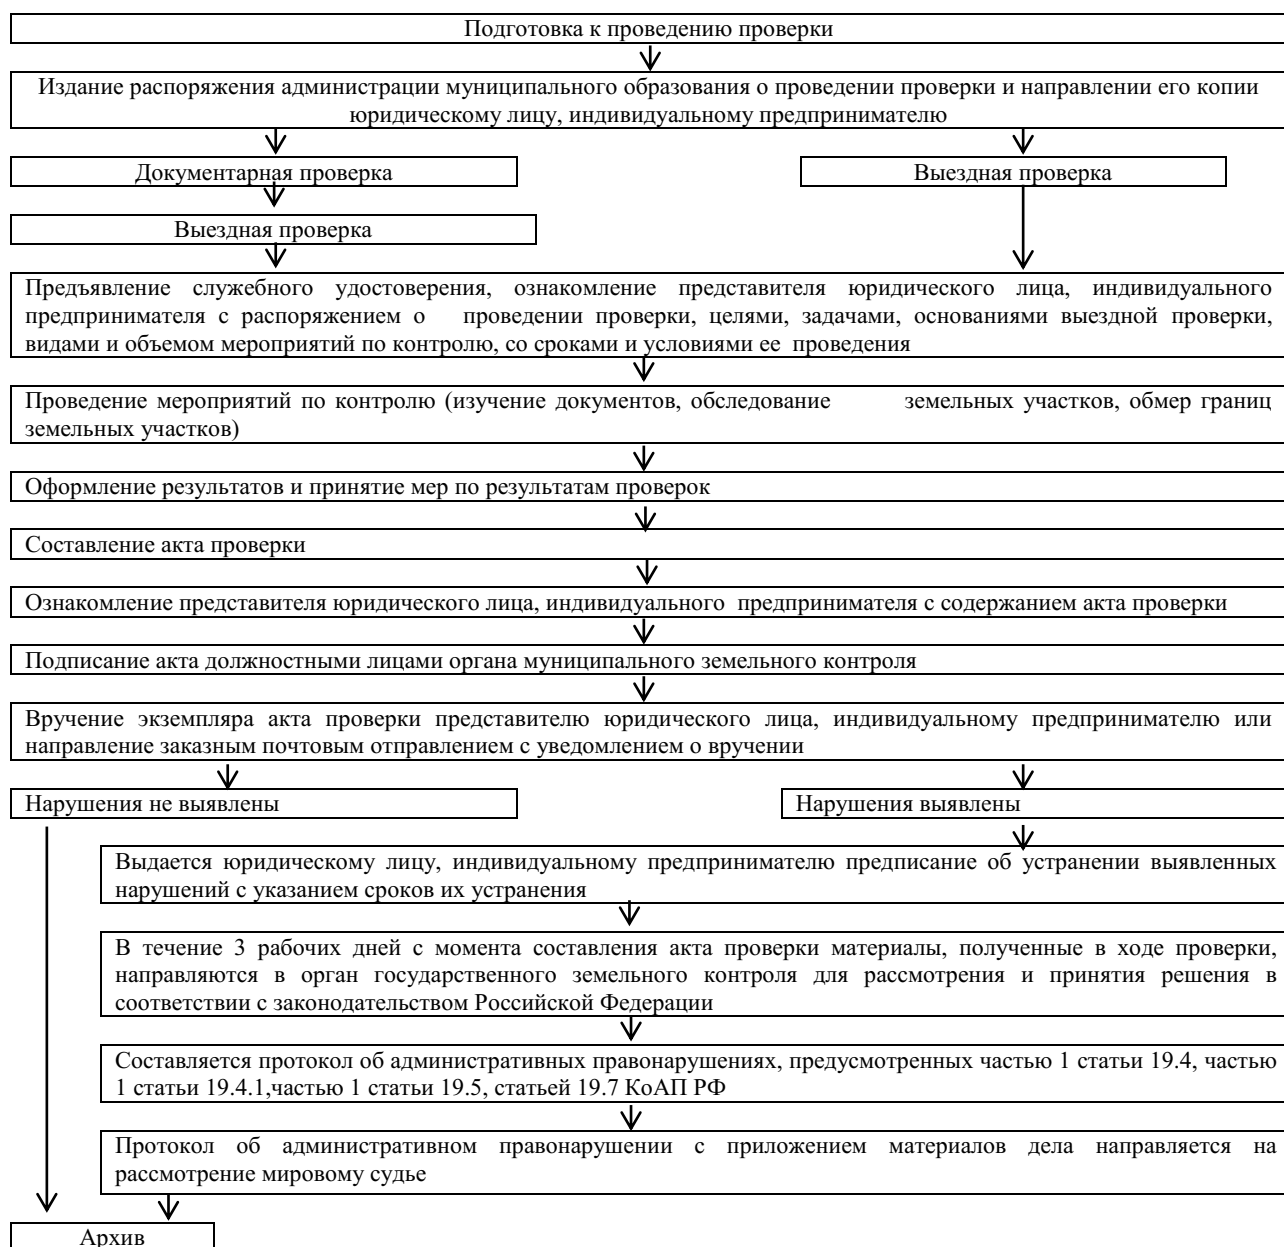 Подготовка к проведению проверки
Издание распоряжения администрации муниципального образования о проведении проверки и направлении его копии
юридическому лицу, индивидуальному предпринимателю
Документарная проверка
Выездная проверка
Выездная проверка
Предъявление служебного удостоверения, ознакомление представителя юридического лица, индивидуального
предпринимателя с распоряжением о проведении проверки, целями, задачами, основаниями выездной проверки,
видами и объемом мероприятий по контролю, со сроками и условиями ее проведения
Проведение мероприятий по контролю (изучение документов, обследование земельных участков, обмер границ
земельных участков)
Оформление результатов и принятие мер по результатам проверок
Составление акта проверки
Ознакомление представителя юридического лица, индивидуального предпринимателя с содержанием акта проверки
Подписание акта должностными лицами органа муниципального земельного контроля
Вручение экземпляра акта проверки представителю юридического лица, индивидуальному предпринимателю или
направление заказным почтовым отправлением с уведомлением о вручении
Нарушения не выявлены
Нарушения выявлены
Выдается юридическому лицу, индивидуальному предпринимателю предписание об устранении выявленных
нарушений с указанием сроков их устранения
В течение 3 рабочих дней с момента составления акта проверки материалы, полученные в ходе проверки,
направляются в орган государственного земельного контроля для рассмотрения и принятия решения в
соответствии с законодательством Российской Федерации
Составляется протокол об административных правонарушениях, предусмотренных частью 1 статьи 19.4, частью
1 статьи 19.4.1,частью 1 статьи 19.5, статьей 19.7 КоАП РФ
Протокол об административном правонарушении с приложением материалов дела направляется на
рассмотрение мировому судье
Архив